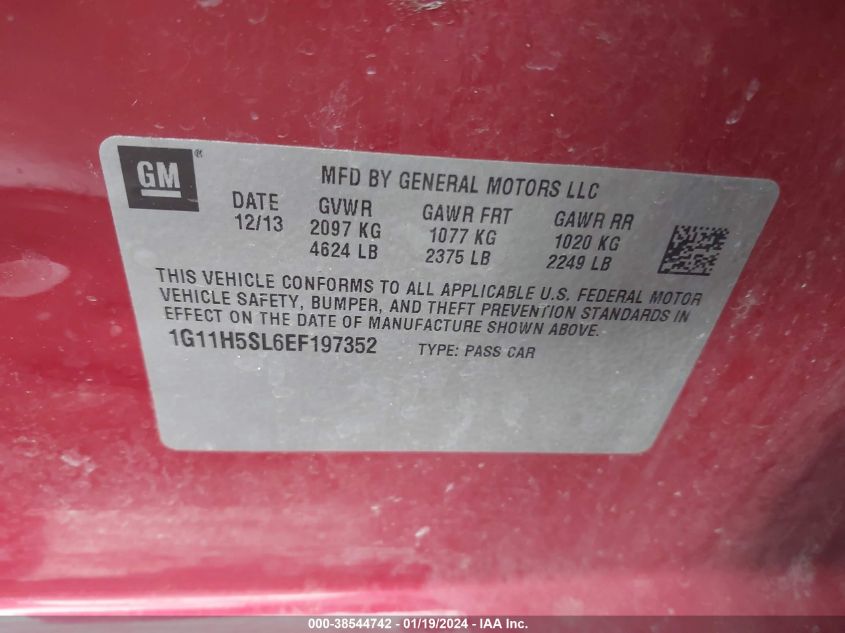 GM®
MFD BY GENERAL MOTORS LLC
DATE GVWR GAWR FRT GAWR RR
12/13 2097 KG 1077 KG 1020 KG
4624 LB 2375 LB 2249 LB
THIS VEHICLE CONFORMS TO ALL APPLICABLE U.S. FEDERAL MOTOR
VEHICLE SAFETY, BUMPER, AND THEFT PREVENTION STANDARDS IN
EFFECT ON THE DATE OF MANUFACTURE SHOWN ABOVE.
1G11H5SL6EF197352 TYPE: PASS CAR
000-38544742 - 01/19/2024 - IAA, Inc.